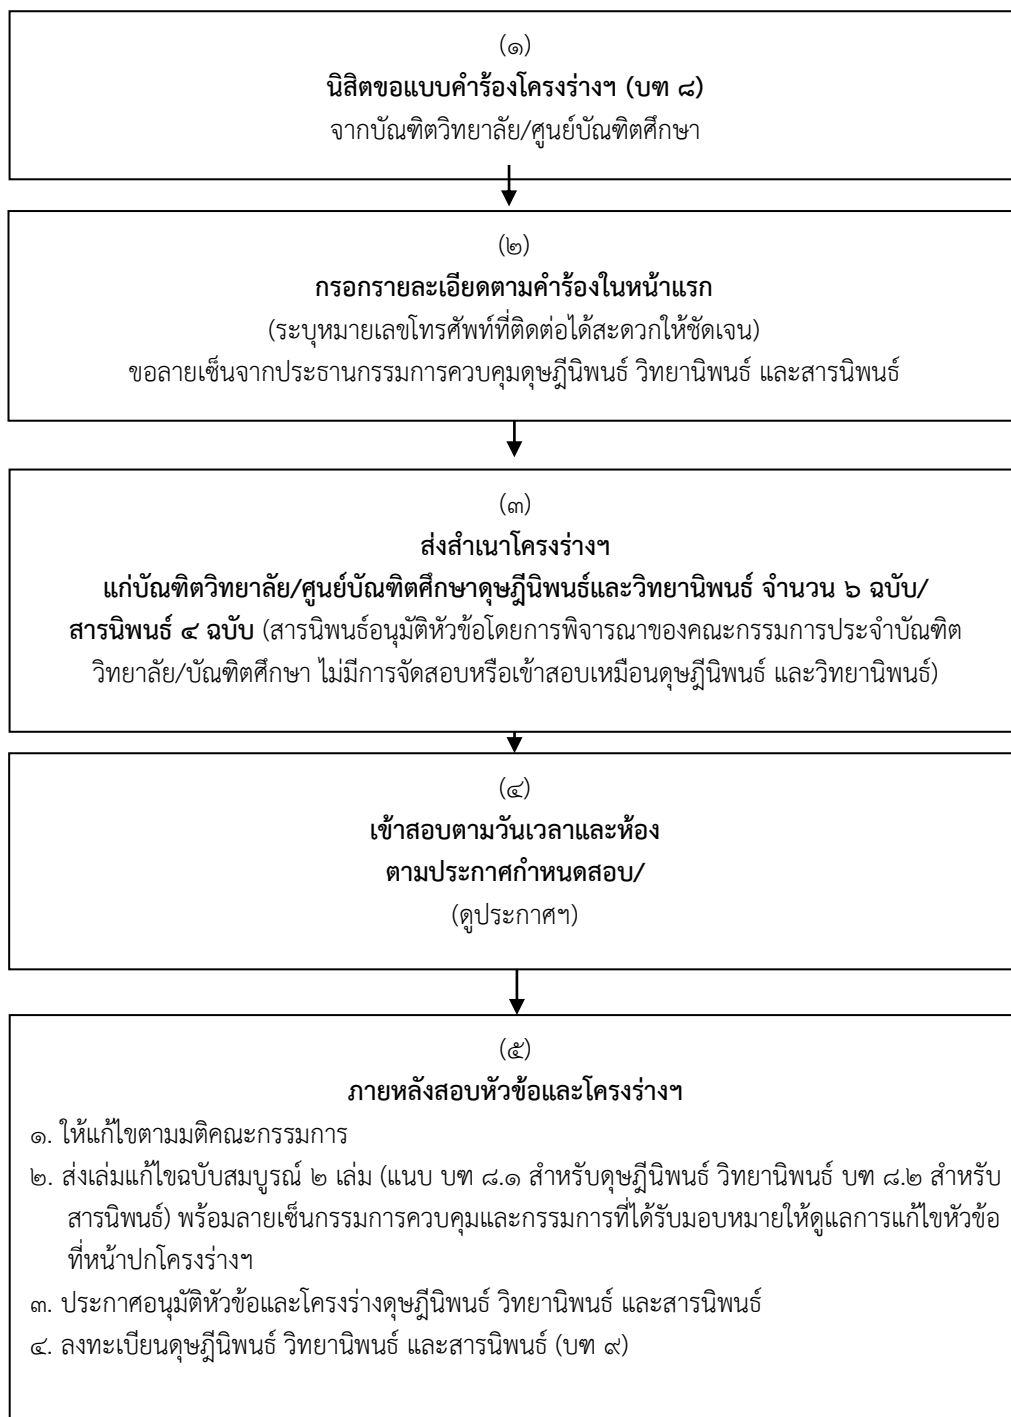 (๑)
นิสิตขอแบบคำร้องโครงร่างฯ (บฑ ๘)
จากบัณฑิตวิทยาลัย/ศูนย์บัณฑิตศึกษา
(๒)
กรอกรายละเอียดตามคำร้องในหน้าแรก
(ระบุหมายเลขโทรศัพท์ที่ติดต่อได้สะดวกให้ชัดเจน)
ขอลายเซ็นจากประธานกรรมการควบคุมดุษฎีนิพนธ์ วิทยานิพนธ์ และสารนิพนธ์
(๓)
ส่งสำเนาโครงร่างฯ
แก่บัณฑิตวิทยาลัย/ศูนย์บัณฑิตศึกษาดุษฎีนิพนธ์และวิทยานิพนธ์ จำนวน ๖ ฉบับ/
สารนิพนธ์ ๔ ฉบับ (สารนิพนธ์อนุมัติหัวข้อโดยการพิจารณาของคณะกรรมการประจำบัณฑิต
วิทยาลัย/บัณฑิตศึกษา ไม่มีการจัดสอบหรือเข้าสอบเหมือนดุษฎีนิพนธ์ และวิทยานิพนธ์)
(๔)
เข้าสอบตามวันเวลาและห้อง
ตามประกาศกำหนดสอบ/
(ดูประกาศฯ)
(๕)
ภายหลังสอบหัวข้อและโครงร่างฯ
๑. ให้แก้ไขตามมติคณะกรรมการ
๒. ส่งเล่มแก้ไขฉบับสมบูรณ์ ๒ เล่ม (แนบ บฑ ๘.๑ สำหรับดุษฎีนิพนธ์ วิทยานิพนธ์ บฑ ๘.๒ สำหรับ
สารนิพนธ์) พร้อมลายเซ็นกรรมการควบคุมและกรรมการที่ได้รับมอบหมายให้ดูแลการแก้ไขหัวข้อ
ที่หน้าปกโครงร่างฯ
๓. ประกาศอนุมัติหัวข้อและโครงร่างดุษฎีนิพนธ์ วิทยานิพนธ์ และสารนิพนธ์
๔. ลงทะเบียนดุษฎีนิพนธ์ วิทยานิพนธ์ และสารนิพนธ์ (บฑ ๙)